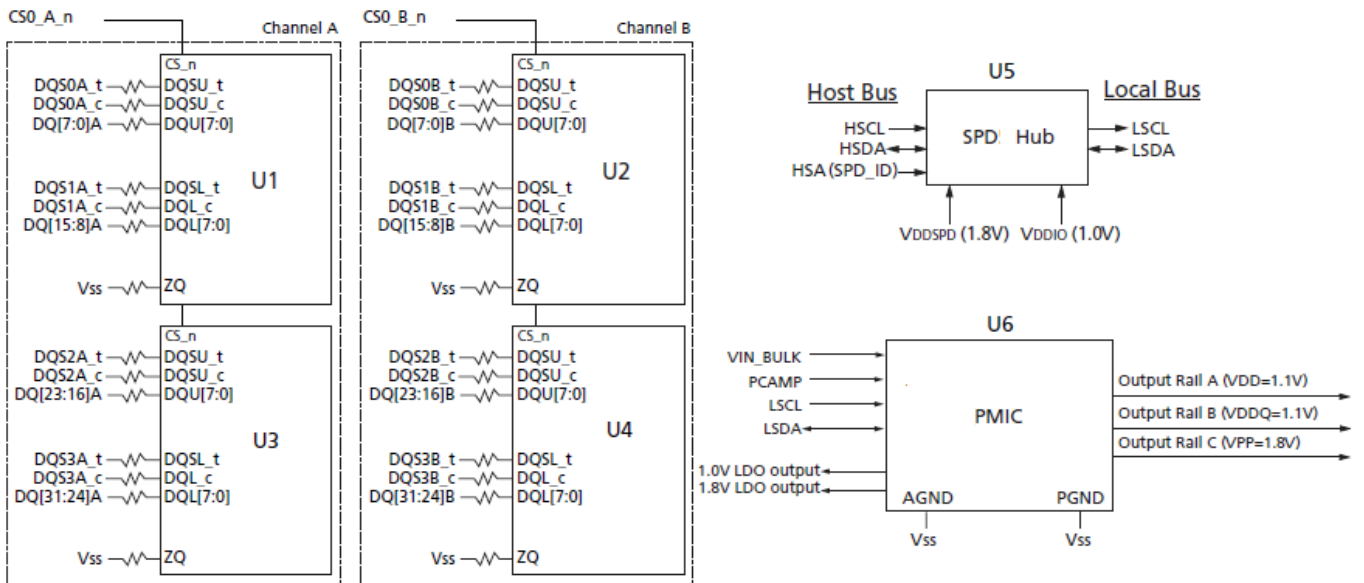 CS0_A_n
Channel A
CS_n
DQS0A_t DQSU_t
DQS0A_c DQSU_c
DQ[7:0]A DQU[7:0]
U1
DQS1A_t DQSL_t
DQS1A_c DQL_c
DQ[15:8]A DQL[7:0]
Vss ZQ
CS_n
DQS2A_t DQSU_t
DQS2A_c DQSU_c
DQ[23:16]A DQU[7:0]
U3
DQS3A_t DQSL_t
DQS3A_c DQL_c
DQ[31:24]A DQL[7:0]
Vss ZQ
CS0_B_n
Channel B
CS_n
DQS0B_t DQSU_t
DQS0B_c DQSU_c
DQ[7:0]B DQU[7:0]
U2
DQS1B_t DQSL_t
DQS1B_c DQL_c
DQ[15:8]B DQL[7:0]
Vss ZQ
CS_n
DQS2B_t DQSU_t
DQS2B_c DQSU_c
DQ[23:16]B DQU[7:0]
U4
DQS3B_t DQSL_t
DQS3B_c DQL_c
DQ[31:24]B DQL[7:0]
Vss ZQ
U5
Host Bus Local Bus
HSCL LSCL
SPD Hub
HSDA LSDA
HSA (SPD_ID)
VDDSPD (1.8V) VDDIO (1.0V)
U6
VIN_BULK
PCAMP
LSCL
LSDA
PMIC
Output Rail A (VDD=1.1V)
Output Rail B (VDDQ=1.1V)
Output Rail C (VPP=1.8V)
1.0V LDO output
1.8V LDO output
AGND PGND
Vss Vss